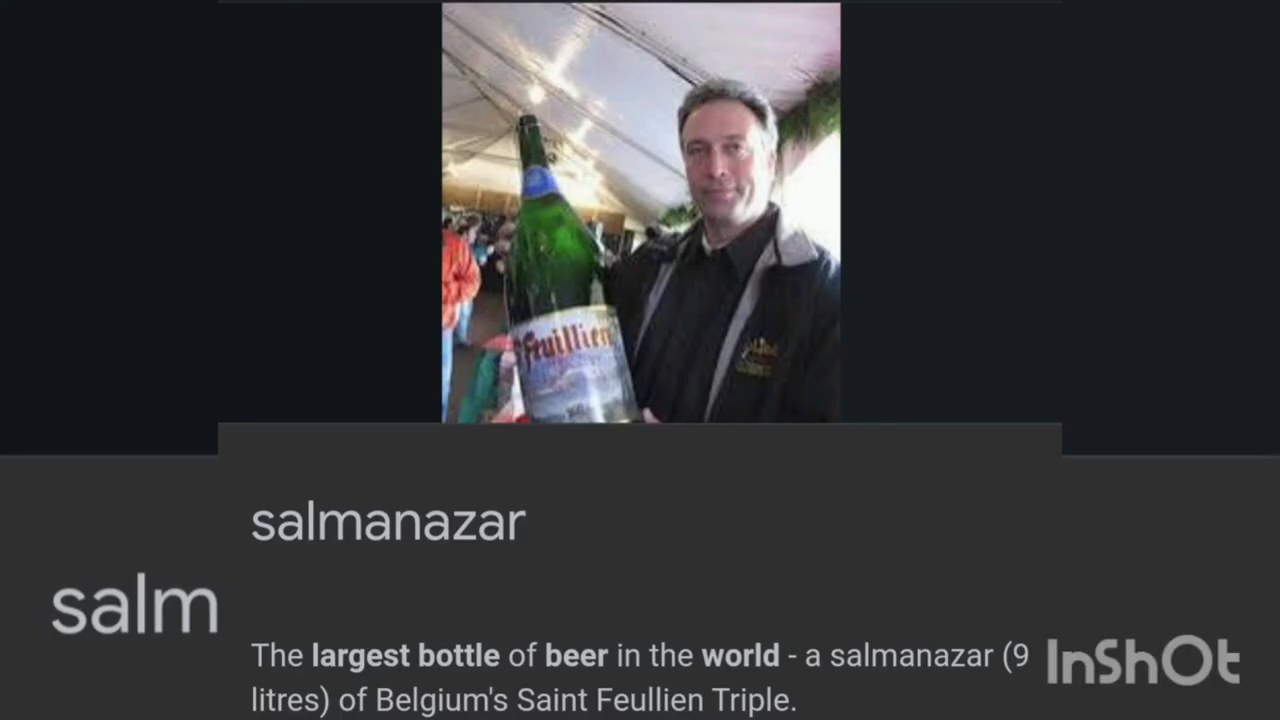 Feuillien
salmanazar
salm
The largest bottle of beer in the world - a salmanazar (9
litres) of Belgium's Saint Feullien Triple.
InShOt